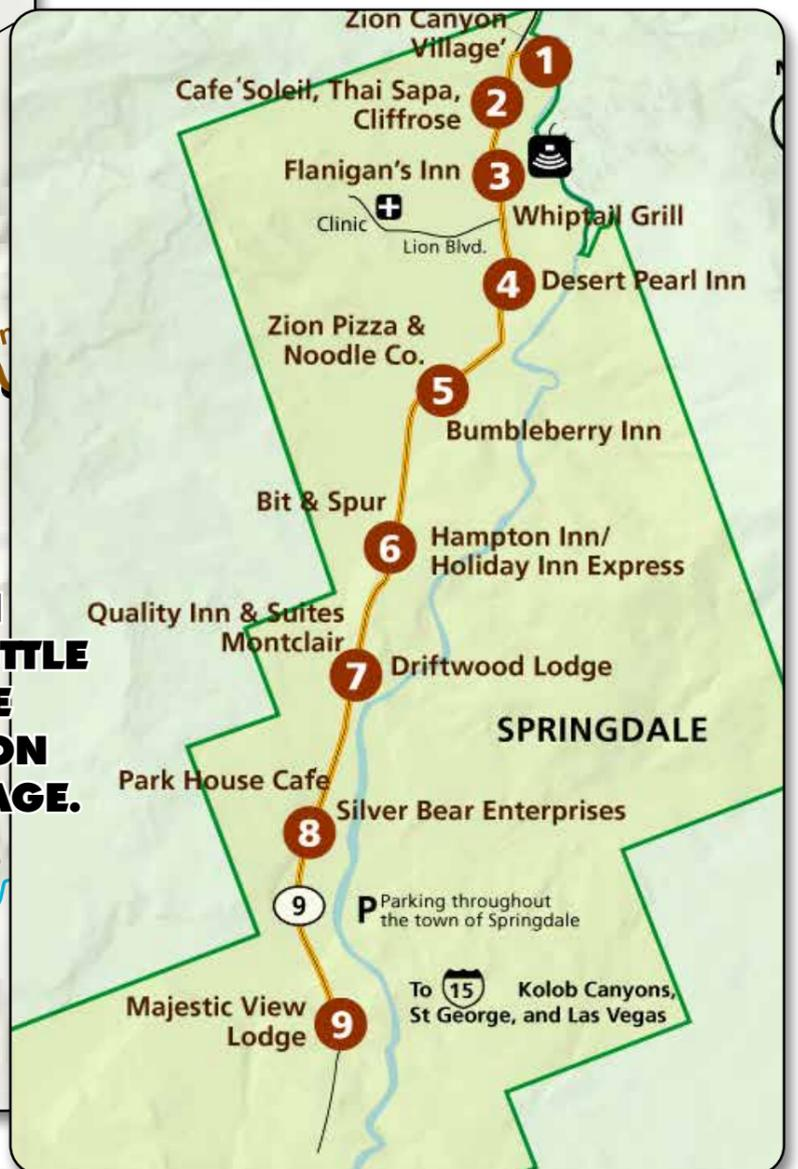 Zion Canyon
Village'
1
Cafe Soleil, Thai Sapa,
Cliffrose
2
Flanigan's Inn
3
Clinic
Lion Blvd.
Whiptail Grill
4
Desert Pearl Inn
Zion Pizza &
Noodle Co.
5
Bumbleberry Inn
Bit & Spur
6
Hampton Inn/
Holiday Inn Express
Quality Inn & Suites
Montclair
7
Driftwood Lodge
SPRINGDALE
Park House Cafe
Silver Bear Enterprises
8
9
P Parking throughout
the town of Springdale
To 15 Kolob Canyons,
St George, and Las Vegas
Majestic View
Lodge
9
TTLE
E
ON
AGE.